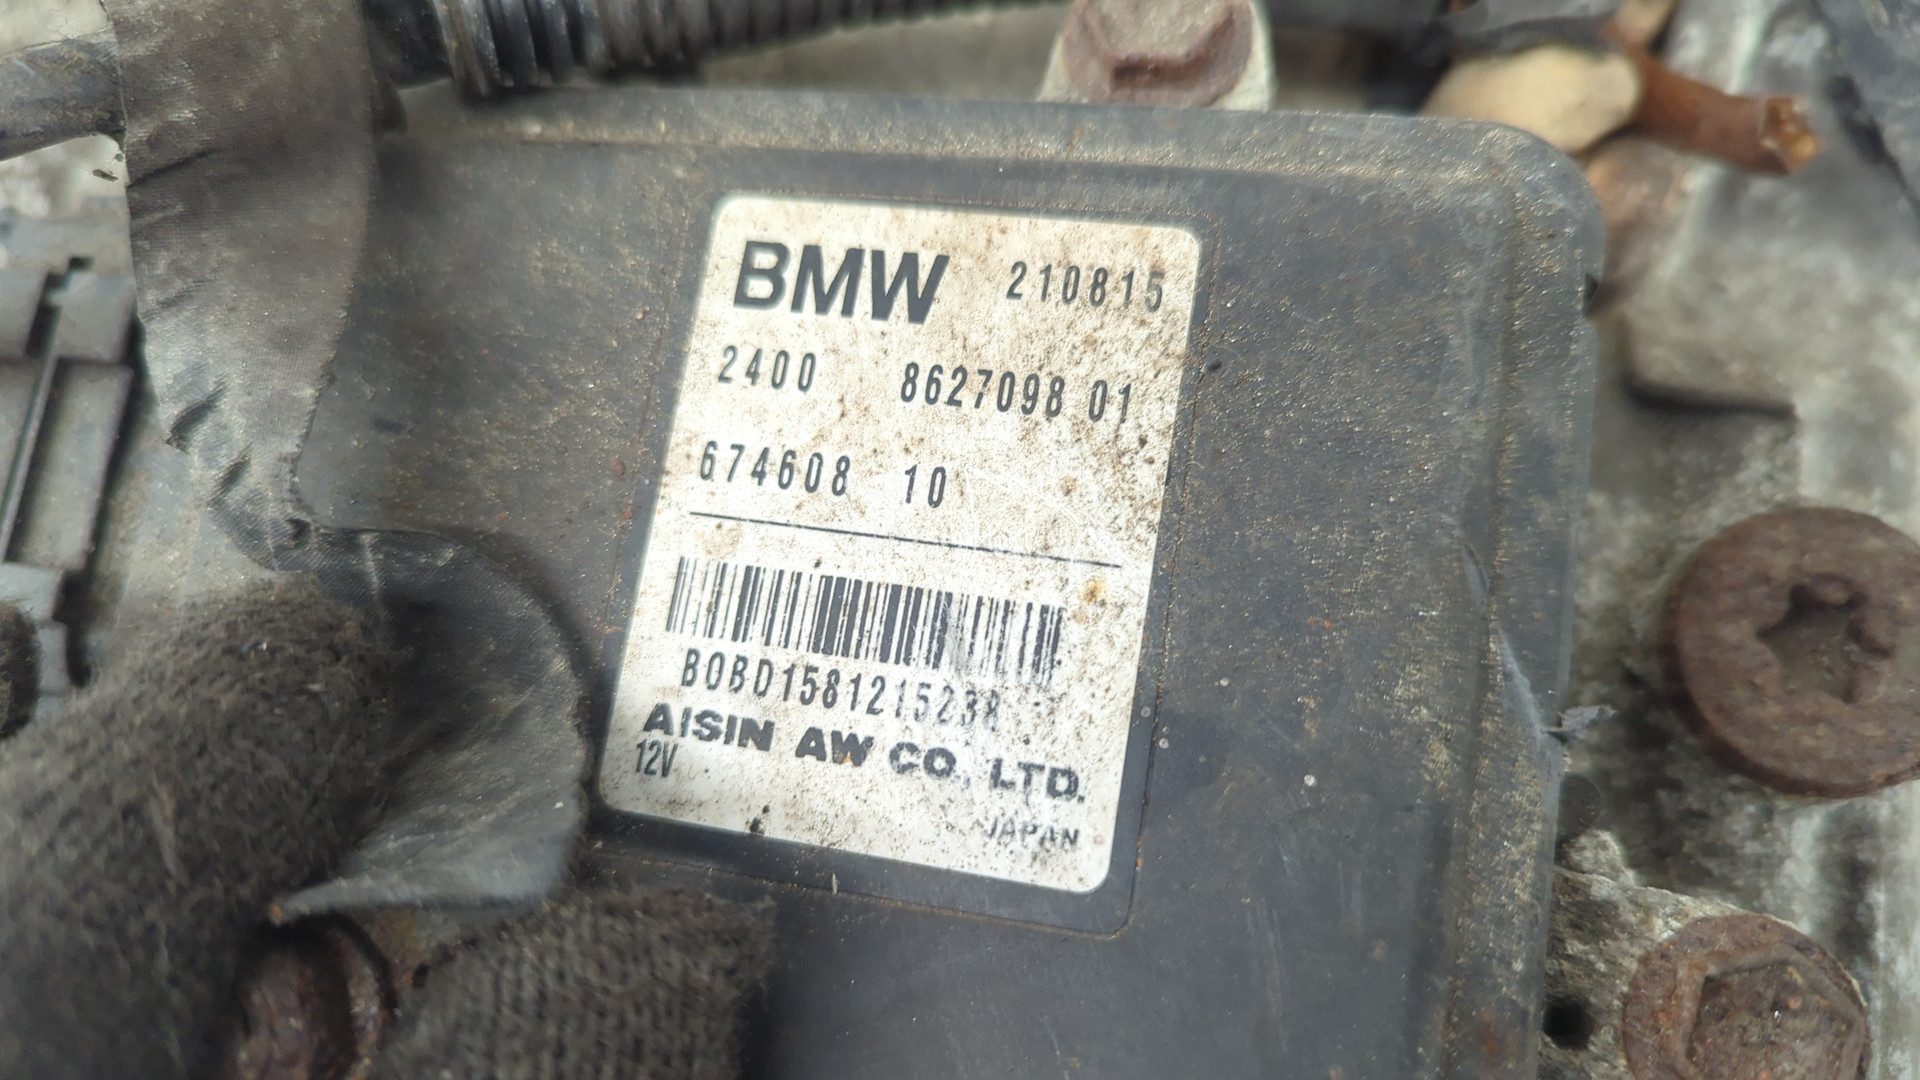 BMW 210815
2400 8627098 01
674608 10
B0BD1581215238
AISIN AW CO., LTD.
12V
JAPAN